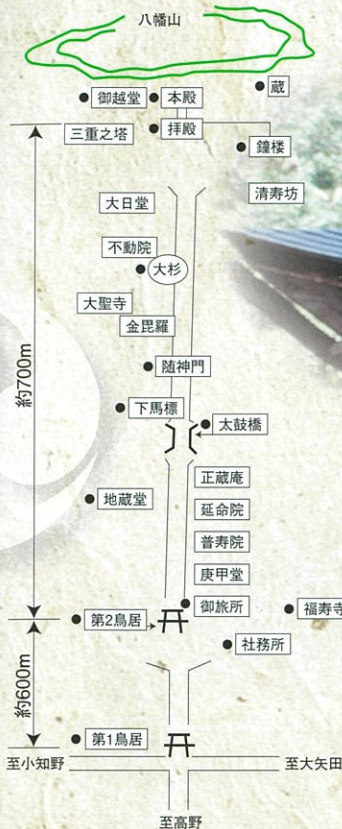 八幡山
蔵
御越堂
本殿
三重之塔
拝殿
鐘楼
大日堂
清寿坊
不動院
大杉
大聖寺
金毘羅
随神門
約700m
下馬標
太鼓橋
正蔵庵
地蔵堂
延命院
普寿院
庚甲堂
御旅所
第2鳥居
福寿寺
社務所
約600m
第1鳥居
至小知野
至大矢田
至高野